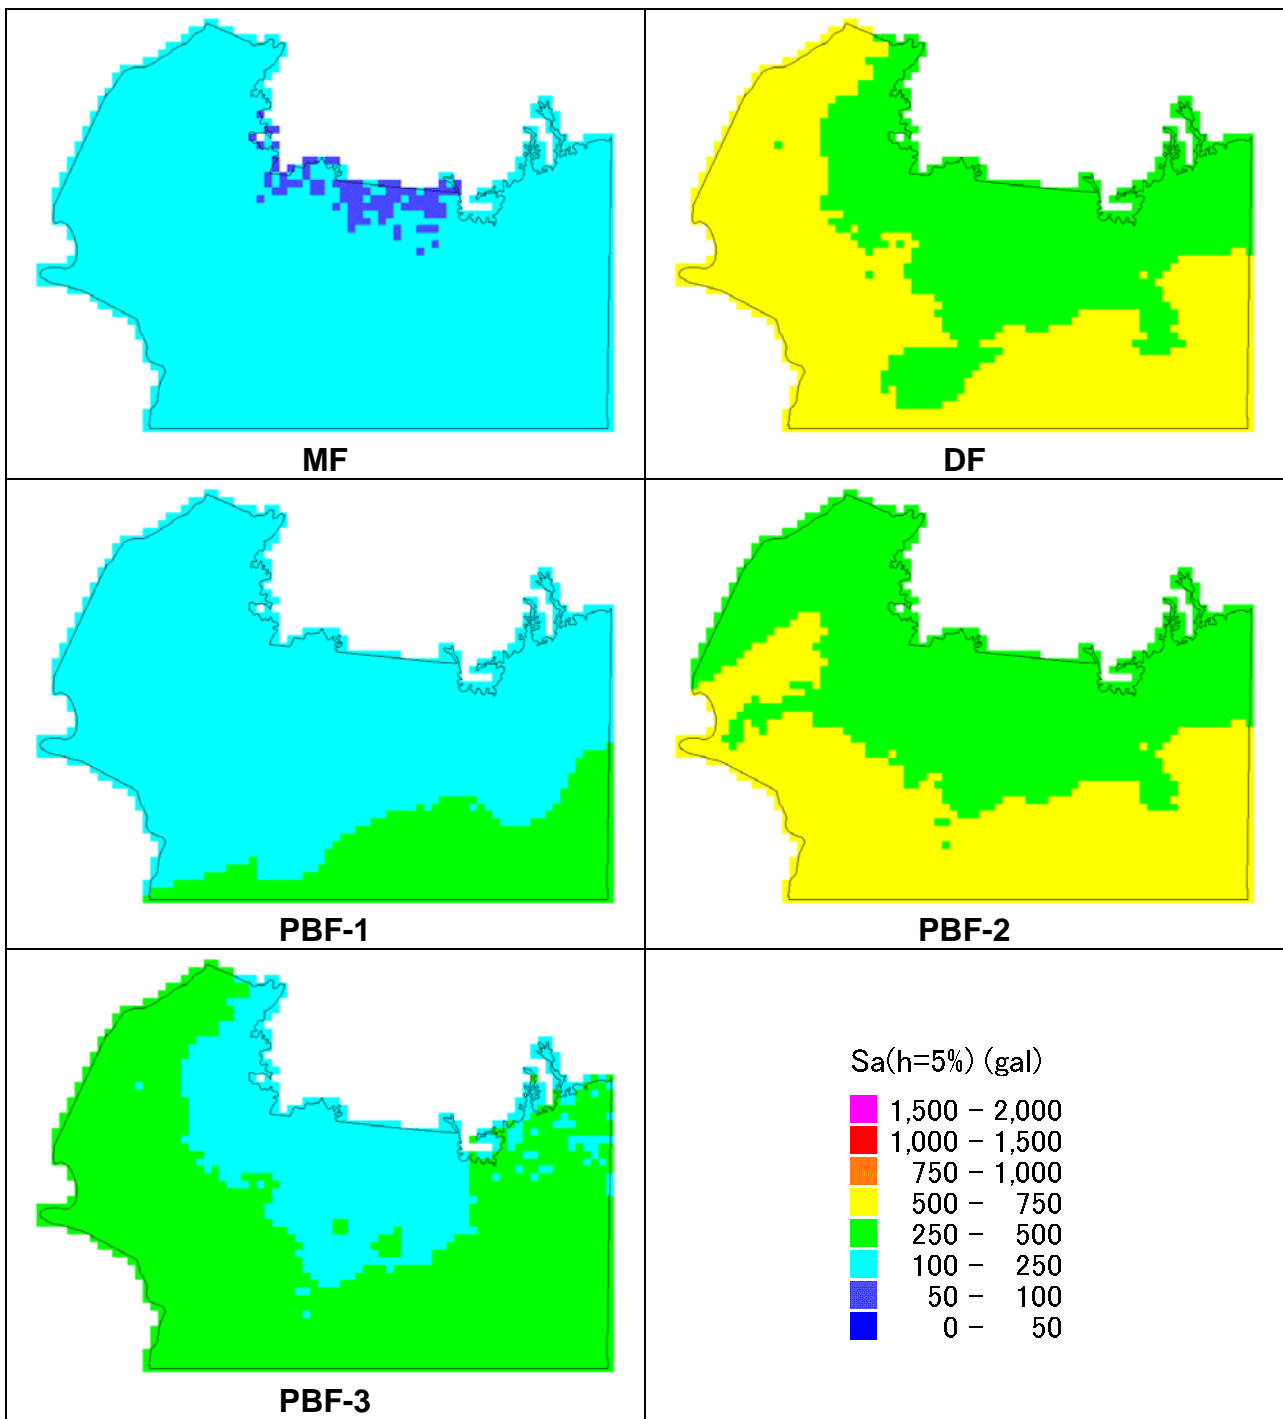 MF
DF
PBF-1
PBF-2
PBF-3
Sa(h=5%) (gal)
1,500 - 2,000
1,000 - 1,500
750 - 1,000
500 - 750
250 - 500
100 - 250
50 - 100
0 - 50